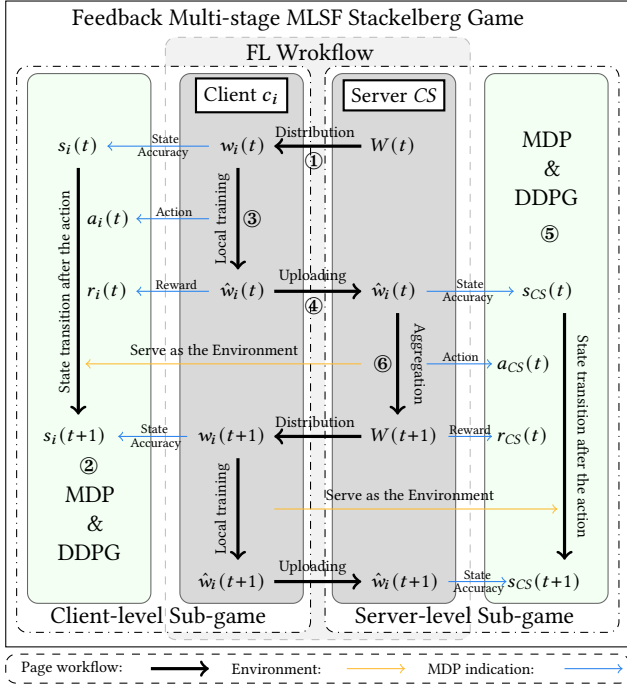 Feedback Multi-stage MLSF Stackelberg Game
FL Wrokflow
Client c_i
Server CS
s_i(t)
State
Accuracy
w_i(t)
Distribution
①
W(t)
MDP
&
DDPG
⑤
State transition after the action
a_i(t)
Action
Local training
③
r_i(t)
Reward
ŵ_i(t)
Uploading
④
ŵ_i(t)
State
Accuracy
s_CS(t)
Serve as the Environment
⑥
Aggregation
Action
a_CS(t)
State transition after the action
s_i(t+1)
State
Accuracy
w_i(t+1)
Distribution
W(t+1)
Reward
r_CS(t)
②
MDP
&
DDPG
Local training
Serve as the Environment
ŵ_i(t+1)
Uploading
ŵ_i(t+1)
State
Accuracy
s_CS(t+1)
Client-level Sub-game
Server-level Sub-game
Page workflow:
Environment:
MDP indication: